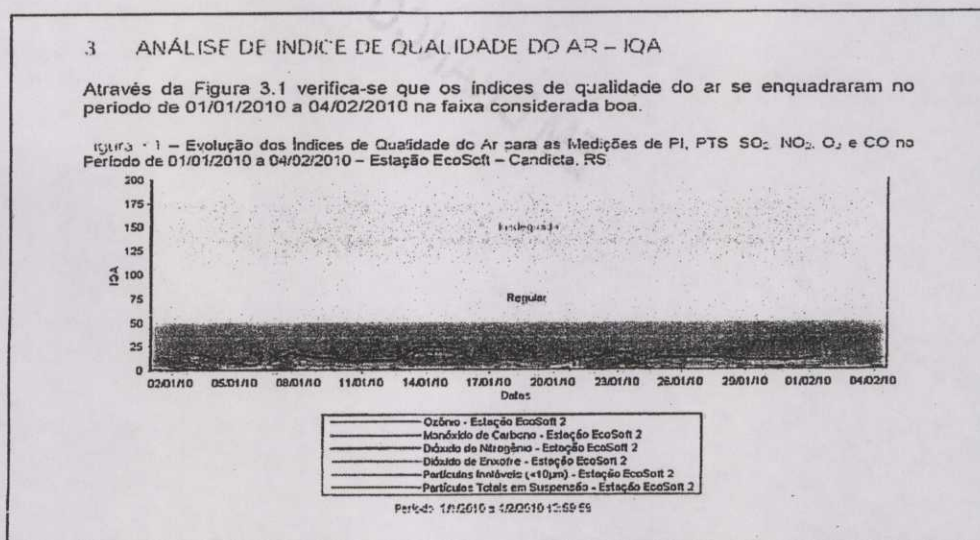 3 ANÁLISE DE INDICE DE QUALIDADE DO AR – IQA
Através da Figura 3.1 verifica-se que os índices de qualidade do ar se enquadraram no
período de 01/01/2010 a 04/02/2010 na faixa considerada boa.
– Evolução dos Índices de Qualidade do Ar para as Medições de PI, PTS SO₂, NO₂, O₃ e CO no
Período de 01/01/2010 a 04/02/2010 – Estação EcoSoft – Candiota, RS
200
175
150
125
100
75
50
25
0
IQA
Inadequada
Regular
02/01/10 05/01/10 08/01/10 11/01/10 14/01/10 17/01/10 20/01/10 23/01/10 26/01/10 29/01/10 01/02/10 04/02/10
Datas
Ozônio - Estação EcoSoft 2
Monóxido de Carbono - Estação EcoSoft 2
Dióxido de Nitrogênio - Estação EcoSoft 2
Dióxido de Enxofre - Estação EcoSoft 2
Partículas Inaláveis (<10µm) - Estação EcoSoft 2
Partículas Totais em Suspensão - Estação EcoSoft 2
Período 1/1/2010 a